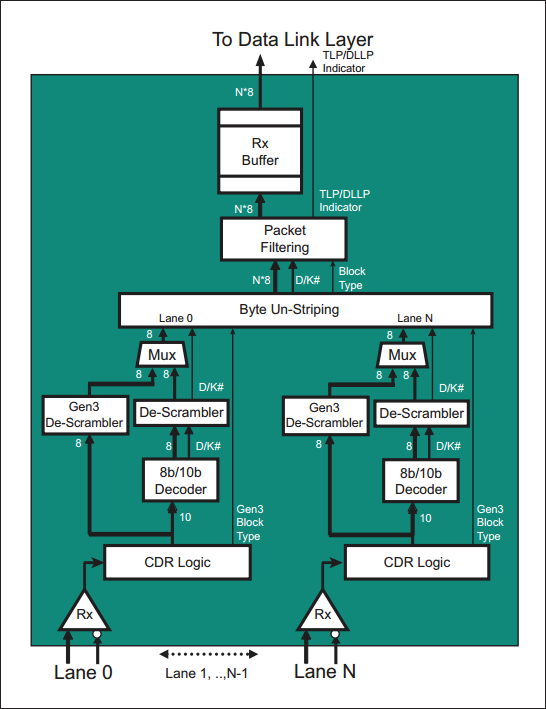 To Data Link Layer
TLP/DLLP
Indicator
N*8
Rx
Buffer
TLP/DLLP
Indicator
N*8
Packet
Filtering
N*8
D/K#
Block
Type
Byte Un-Striping
Lane 0
Lane N
8
Mux
8
8
D/K#
Gen3
De-Scrambler
De-Scrambler
8
8
D/K#
8b/10b
Decoder
10
Gen3
Block
Type
CDR Logic
Rx
Lane 0
8
Mux
8
8
D/K#
Gen3
De-Scrambler
De-Scrambler
8
8
D/K#
8b/10b
Decoder
10
Gen3
Block
Type
CDR Logic
Rx
Lane 1, ..,N-1
Lane N